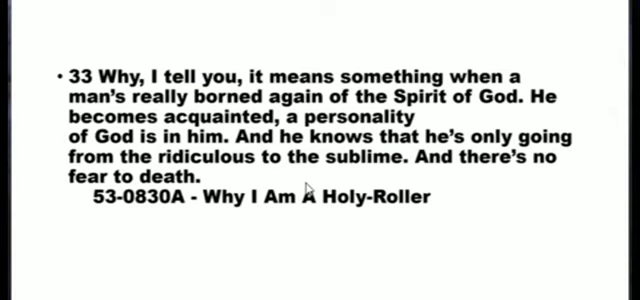 • 33 Why, I tell you, it means something when a
man's really borned again of the Spirit of God. He
becomes acquainted, a personality
of God is in him. And he knows that he's only going
from the ridiculous to the sublime. And there's no
fear to death.
53-0830A - Why I Am A Holy-Roller